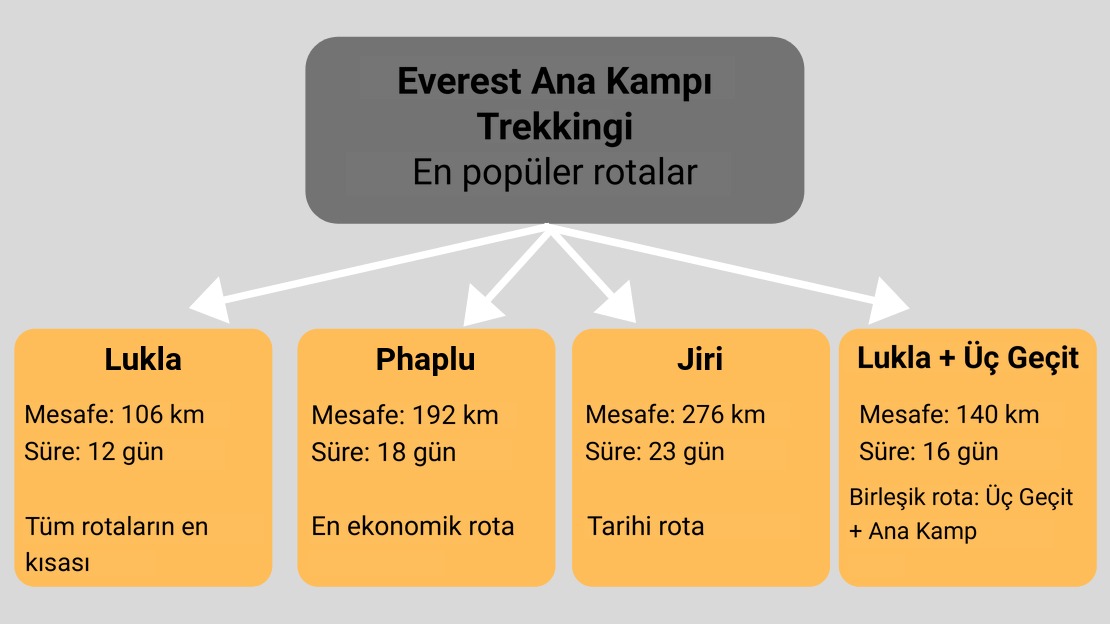 Everest Ana Kampı
Trekkingi
En popüler rotalar
Lukla
Mesafe: 106 km
Süre: 12 gün
Tüm rotaların en
kısası
Phaplu
Mesafe: 192 km
Süre: 18 gün
En ekonomik rota
Jiri
Mesafe: 276 km
Süre: 23 gün
Tarihi rota
Lukla + Üç Geçit
Mesafe: 140 km
Süre: 16 gün
Birleşik rota: Üç Geçit
+ Ana Kamp